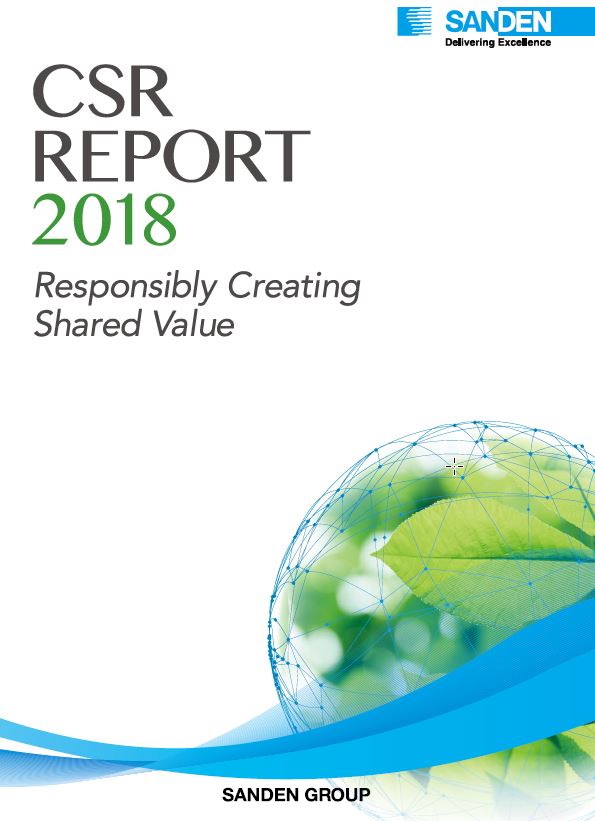 SANDEN
Delivering Excellence
CSR
REPORT
2018
Responsibly Creating
Shared Value
SANDEN GROUP